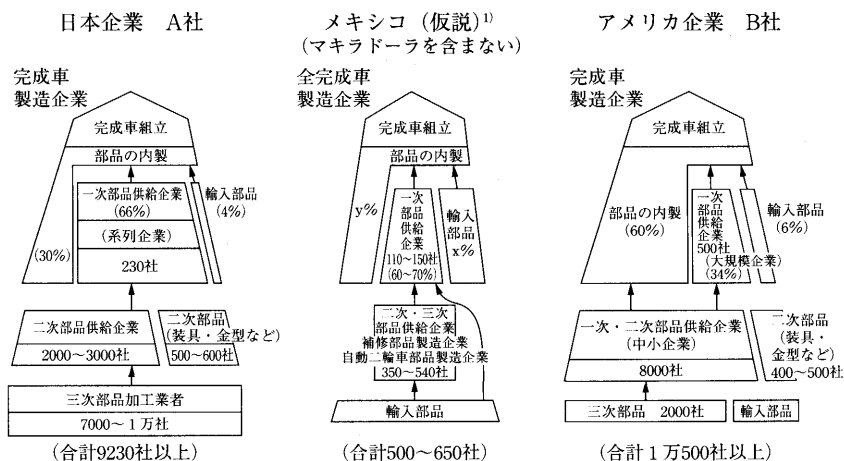 日本企業 A社
完成車
製造企業
完成車組立
部品の内製
一次部品供給企業
(66%)
(系列企業)
230社
(30%)
輸入部品
(4%)
二次部品供給企業
2000〜3000社
二次部品
(装具・金型など)
500〜600社
三次部品加工業者
7000〜1万社
(合計9230社以上)
メキシコ(仮説)1)
(マキラドーラを含まない)
全完成車
製造企業
完成車組立
部品の内製
y%
一次
部品
供給
企業
110〜150社
(60〜70%)
輸入
部品
x%
二次・三次
部品供給企業
補修部品製造企業
自動二輪車部品製造企業
350〜540社
輸入部品
(合計500〜650社)
アメリカ企業 B社
完成車
製造企業
完成車組立
部品の内製
(60%)
一次
部品
供給
企業
500社
(大規模企業)
(34%)
輸入部品
(6%)
一次・二次部品供給企業
(中小企業)
8000社
二次部品
(装具・
金型など)
400〜500社
三次部品 2000社
輸入部品
(合計1万500社以上)